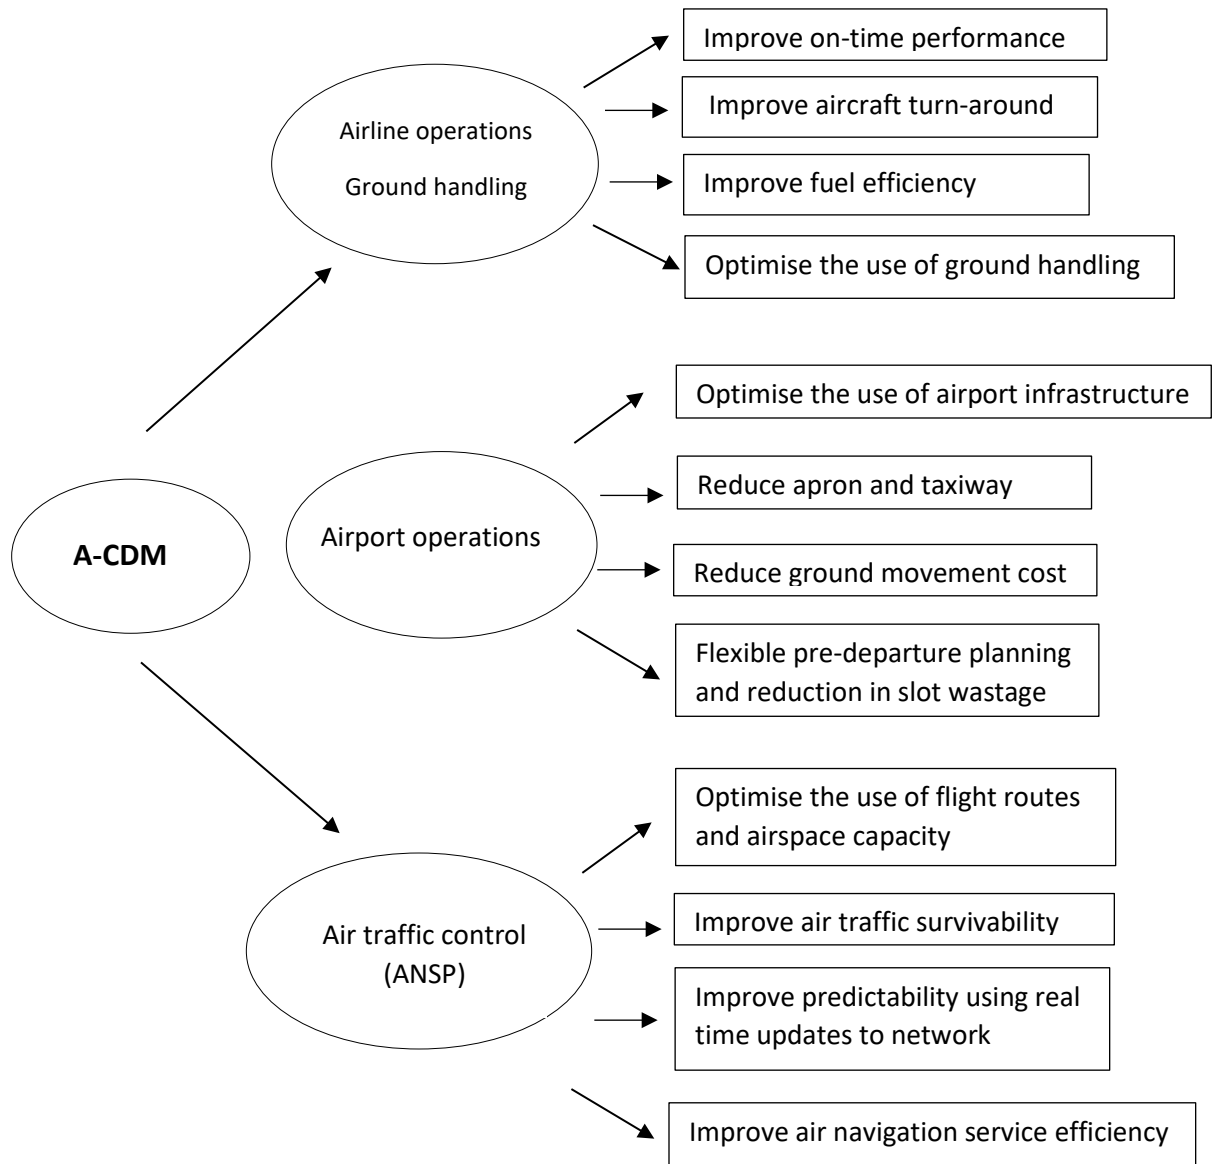 A-CDM
Airline operations
Ground handling
Improve on-time performance
Improve aircraft turn-around
Improve fuel efficiency
Optimise the use of ground handling
Airport operations
Optimise the use of airport infrastructure
Reduce apron and taxiway
Reduce ground movement cost
Flexible pre-departure planning
and reduction in slot wastage
Air traffic control
(ANSP)
Optimise the use of flight routes
and airspace capacity
Improve air traffic survivability
Improve predictability using real
time updates to network
Improve air navigation service efficiency